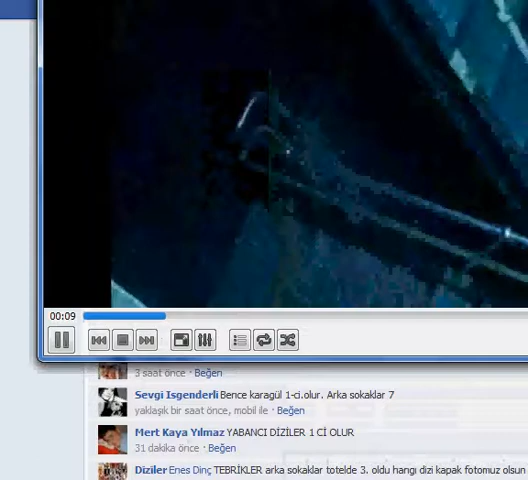 00:09
3 saat önce · Beğen
Sevgi Isgenderli Bence karagül 1-ci.olur. Arka sokaklar 7
yaklaşık bir saat önce, mobil ile · Beğen
Mert Kaya Yılmaz YABANCI DİZİLER 1 Cİ OLUR
31 dakika önce · Beğen
Diziler Enes Dinç TEBRİKLER arka sokaklar totelde 3. oldu hangı dizi kapak fotomuz olsun